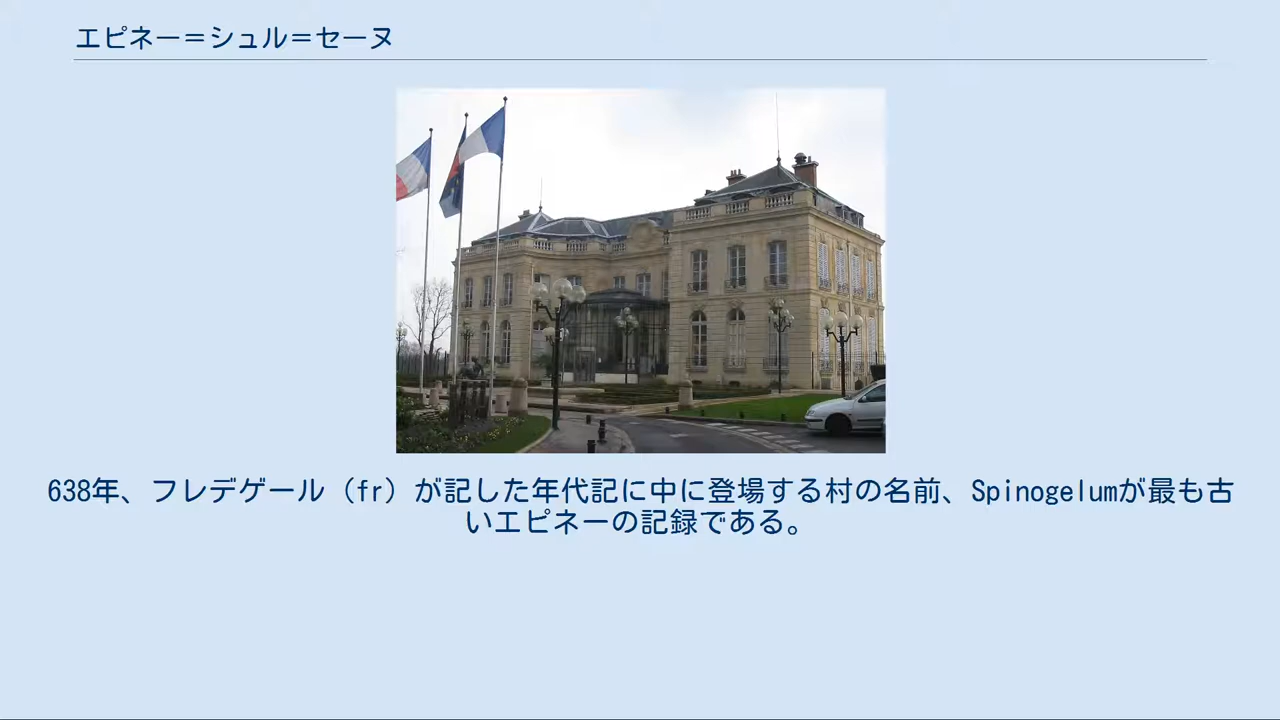 エピネー＝シュル＝セーヌ
638年、フレデゲール（fr）が記した年代記に中に登場する村の名前、Spinogelumが最も古
いエピネーの記録である。